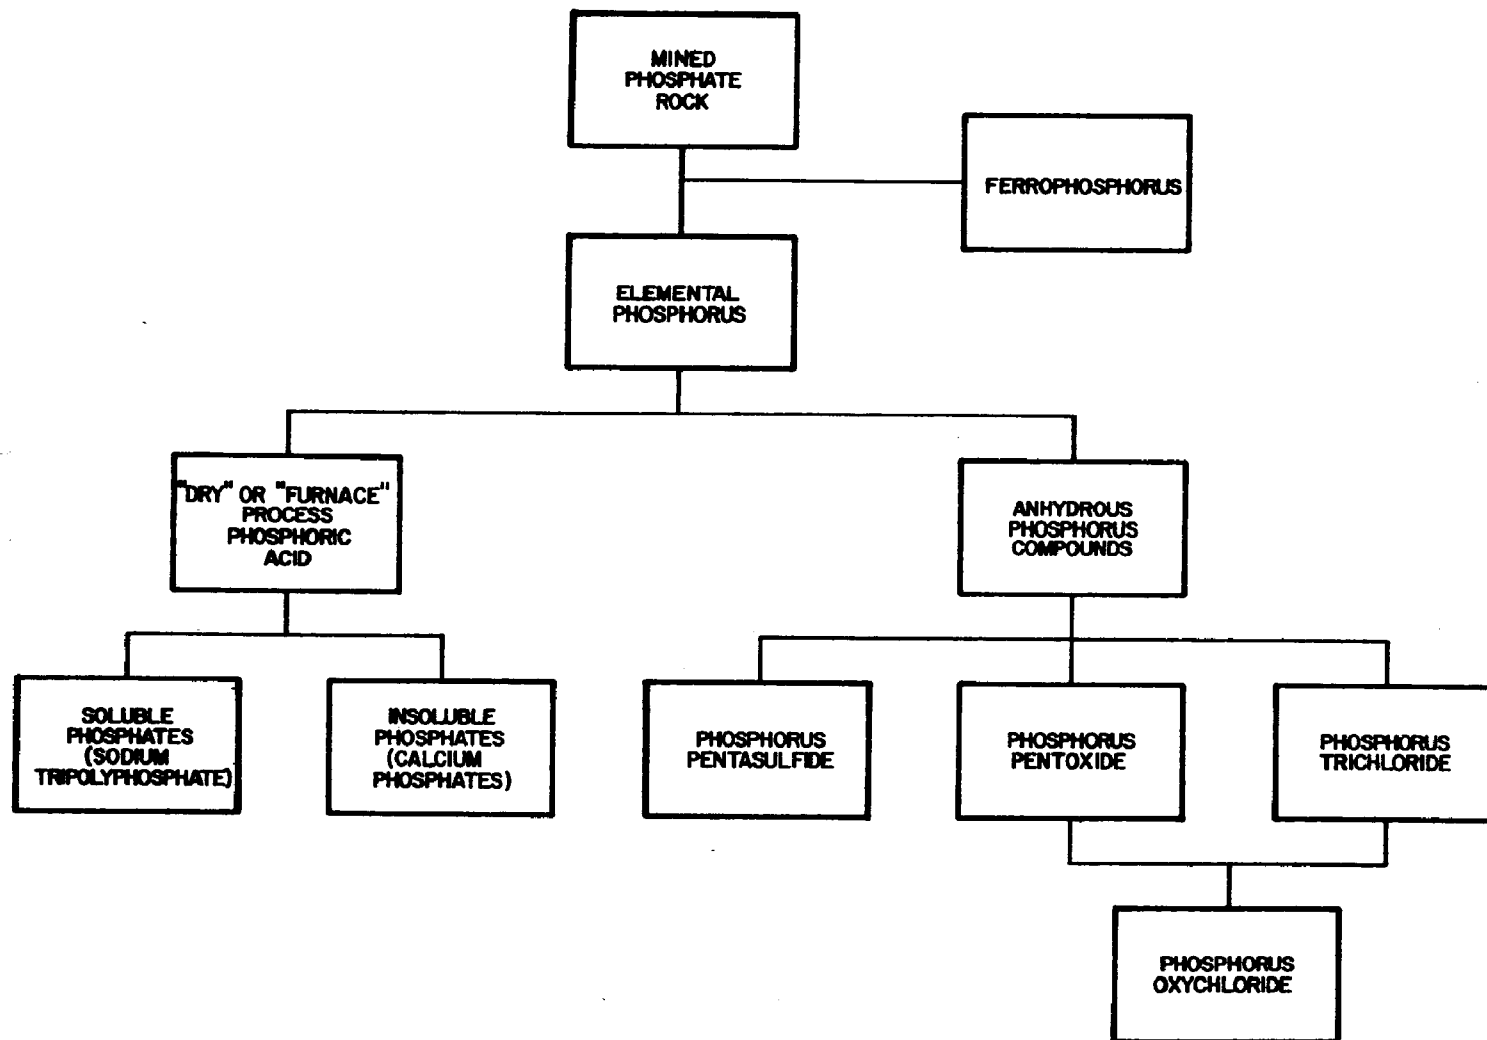 MINED
PHOSPHATE
ROCK
FERROPHOSPHORUS
ELEMENTAL
PHOSPHORUS
"DRY" OR "FURNACE"
PROCESS
PHOSPHORIC
ACID
ANHYDROUS
PHOSPHORUS
COMPOUNDS
SOLUBLE
PHOSPHATES
(SODIUM
TRIPOLYPHOSPHATE)
INSOLUBLE
PHOSPHATES
(CALCIUM
PHOSPHATES)
PHOSPHORUS
PENTASULFIDE
PHOSPHORUS
PENTOXIDE
PHOSPHORUS
TRICHLORIDE
PHOSPHORUS
OXYCHLORIDE